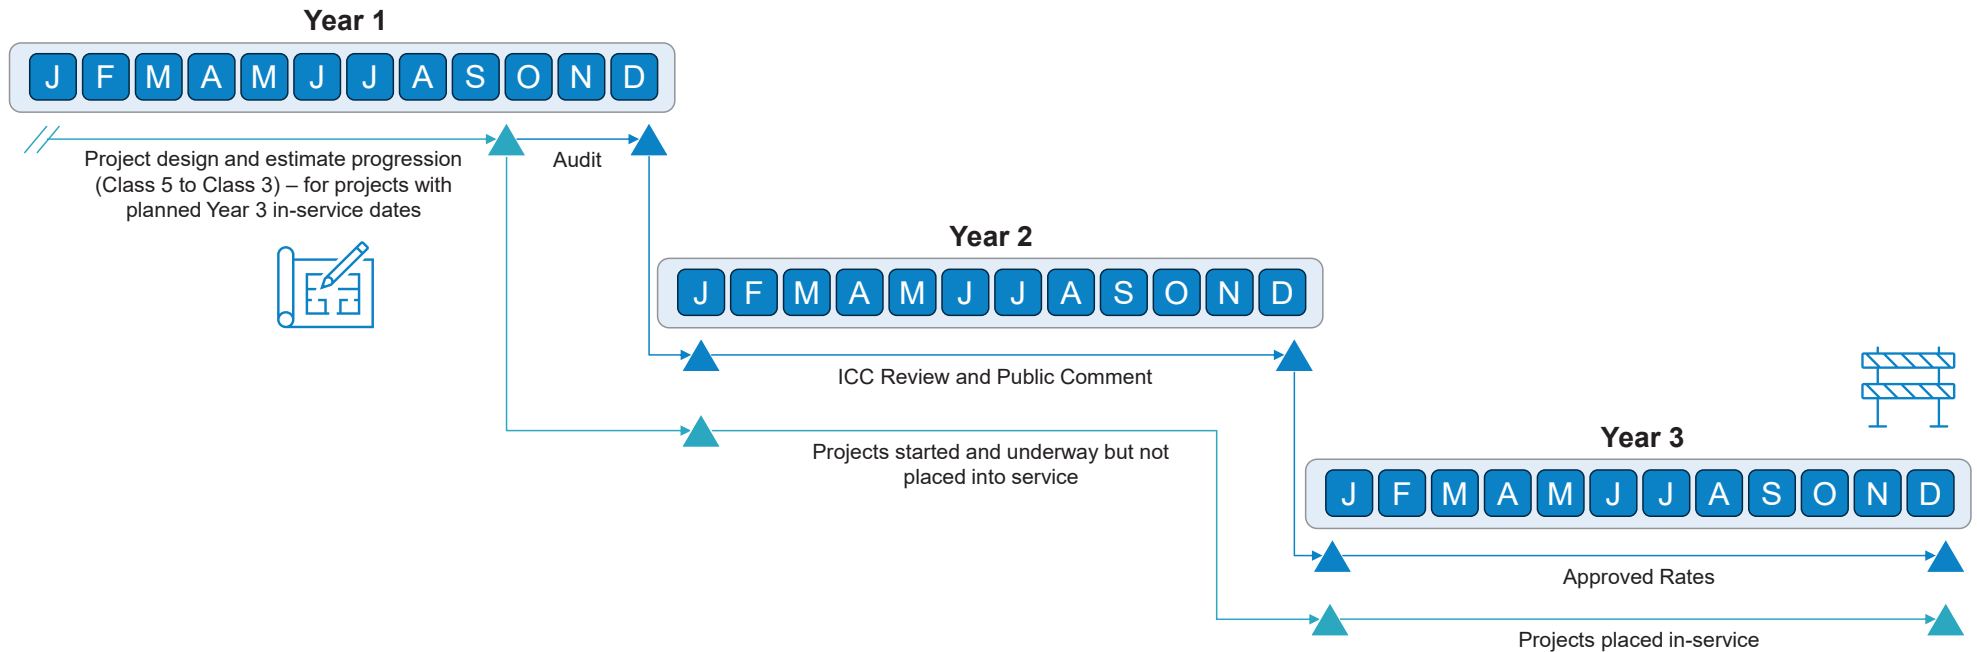 Year 1
J F M A M J J A S O N D
Project design and estimate progression
(Class 5 to Class 3) – for projects with
planned Year 3 in-service dates
Audit
Year 2
J F M A M J J A S O N D
ICC Review and Public Comment
Projects started and underway but not
placed into service
Year 3
J F M A M J J A S O N D
Approved Rates
Projects placed in-service